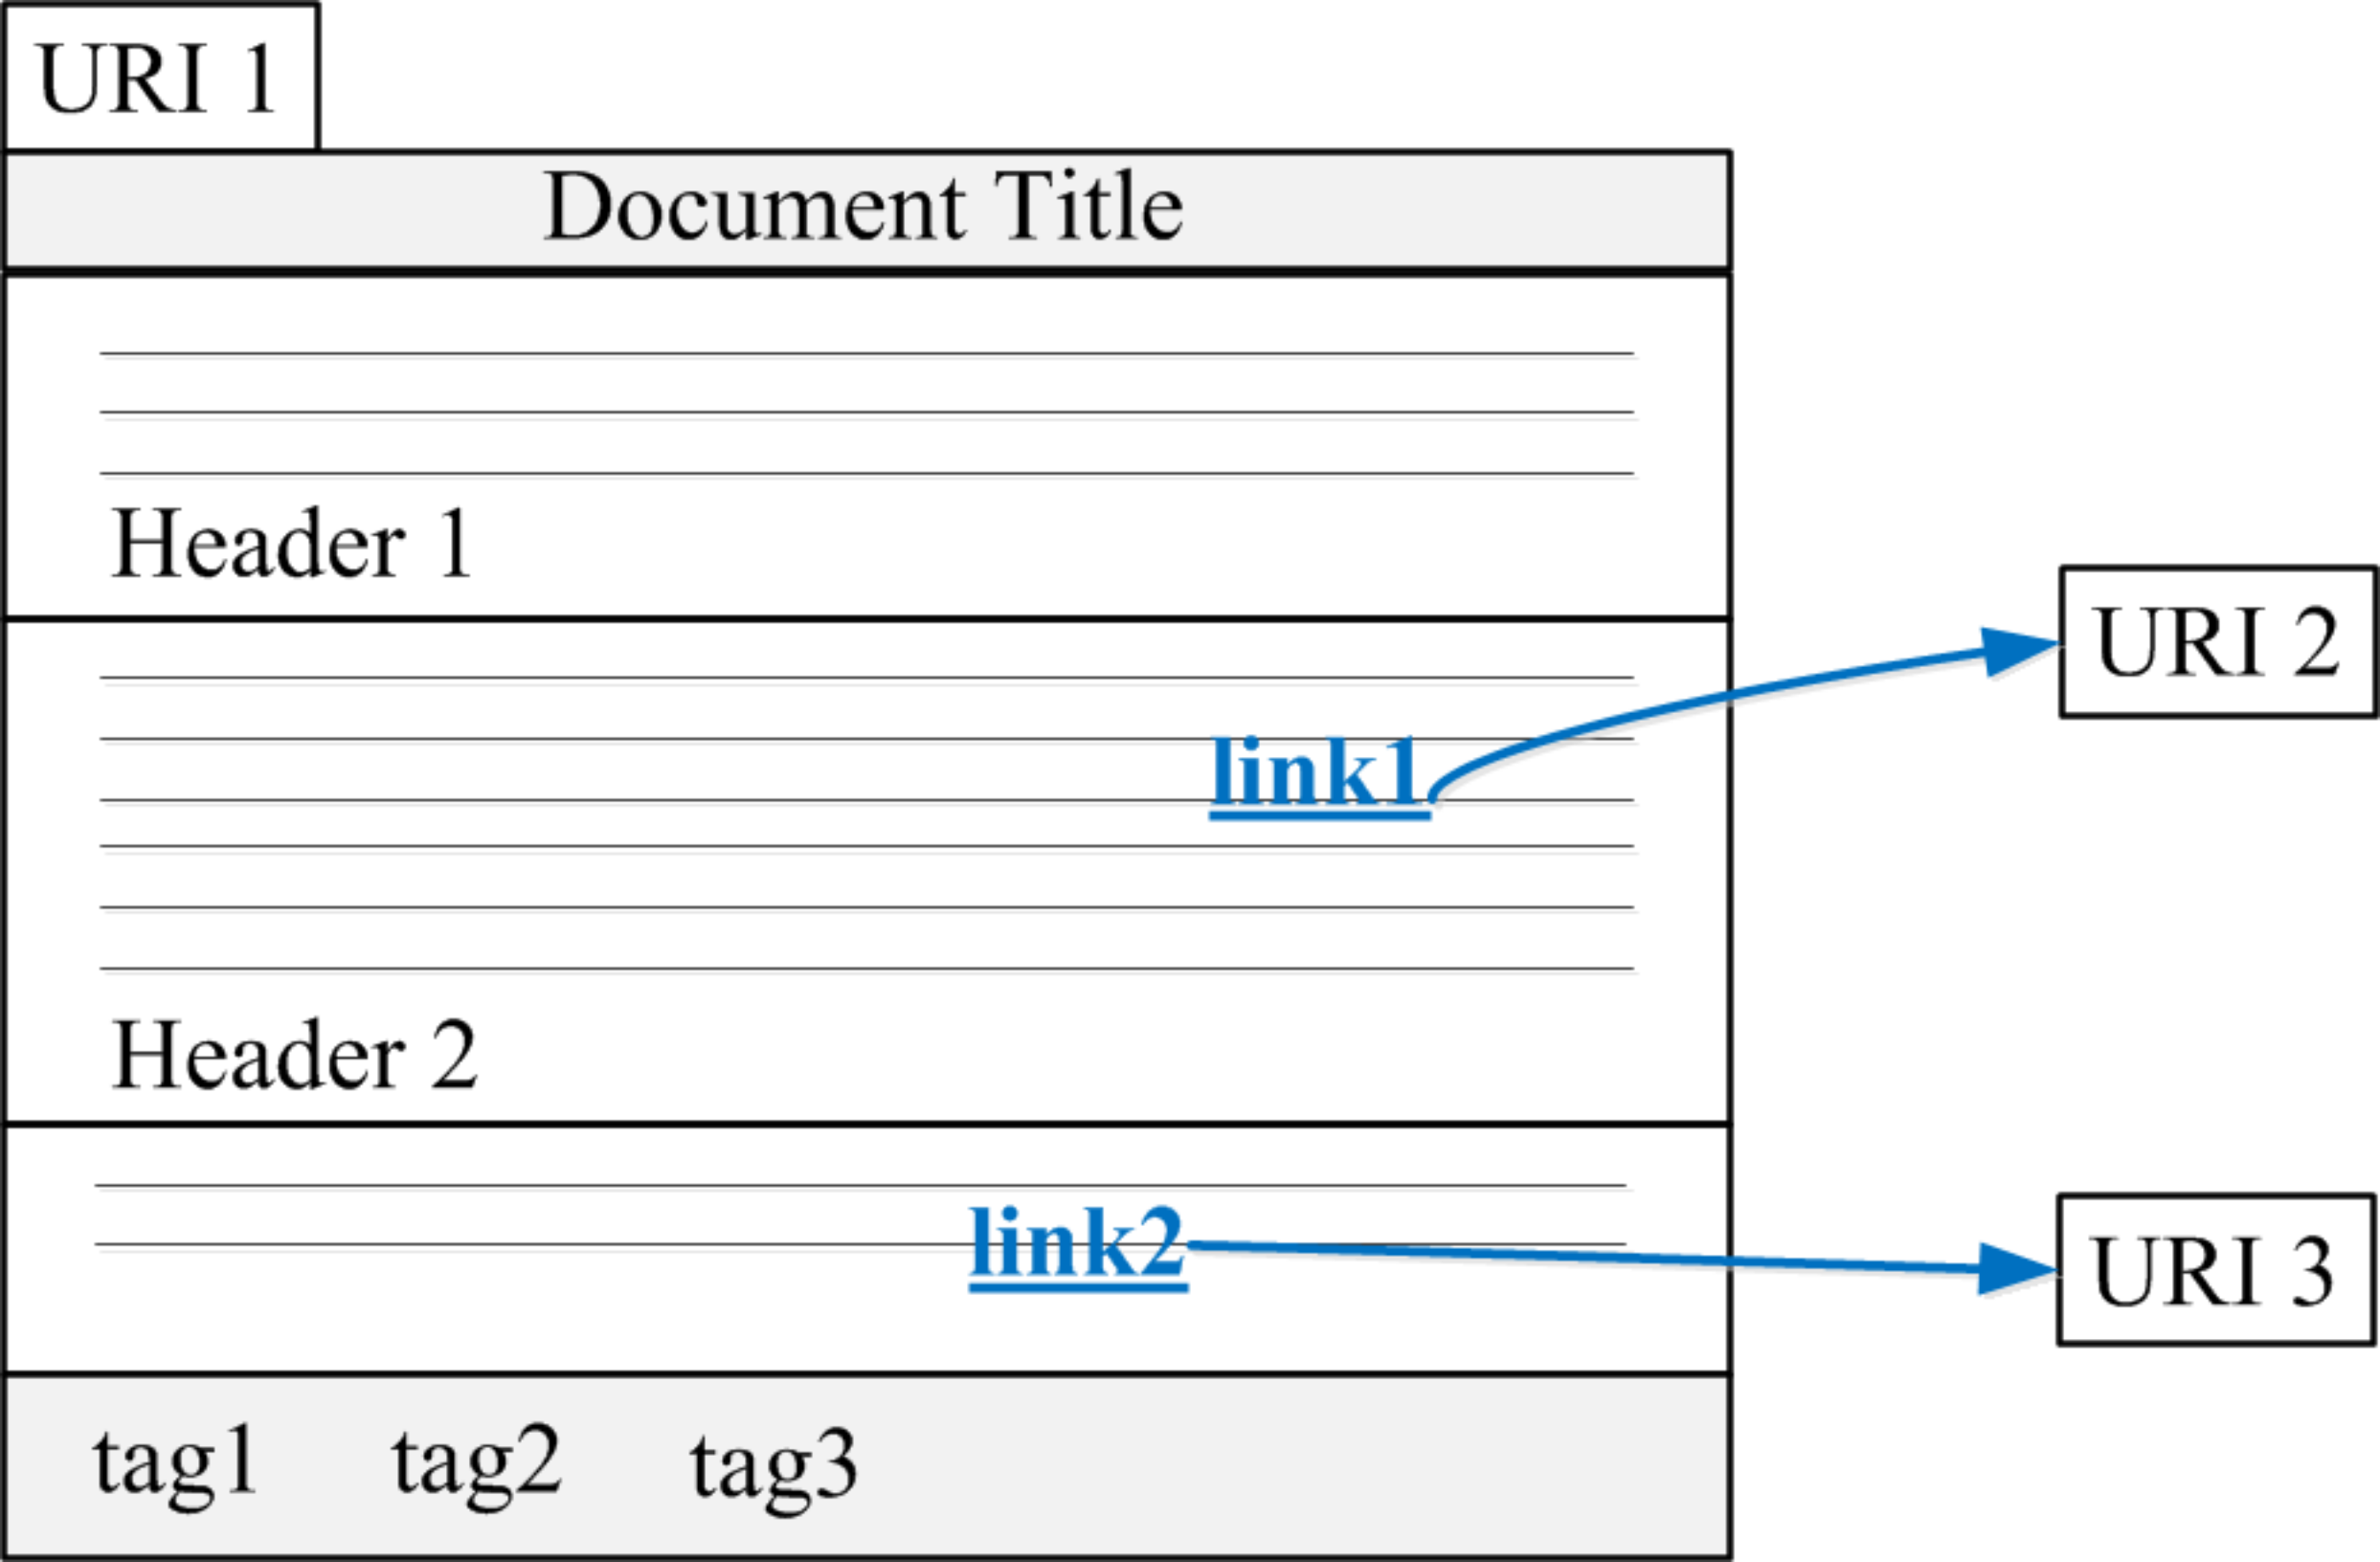 URI 1
Document Title
Header 1
URI 2
link1
Header 2
link2
URI 3
tag1 tag2 tag3